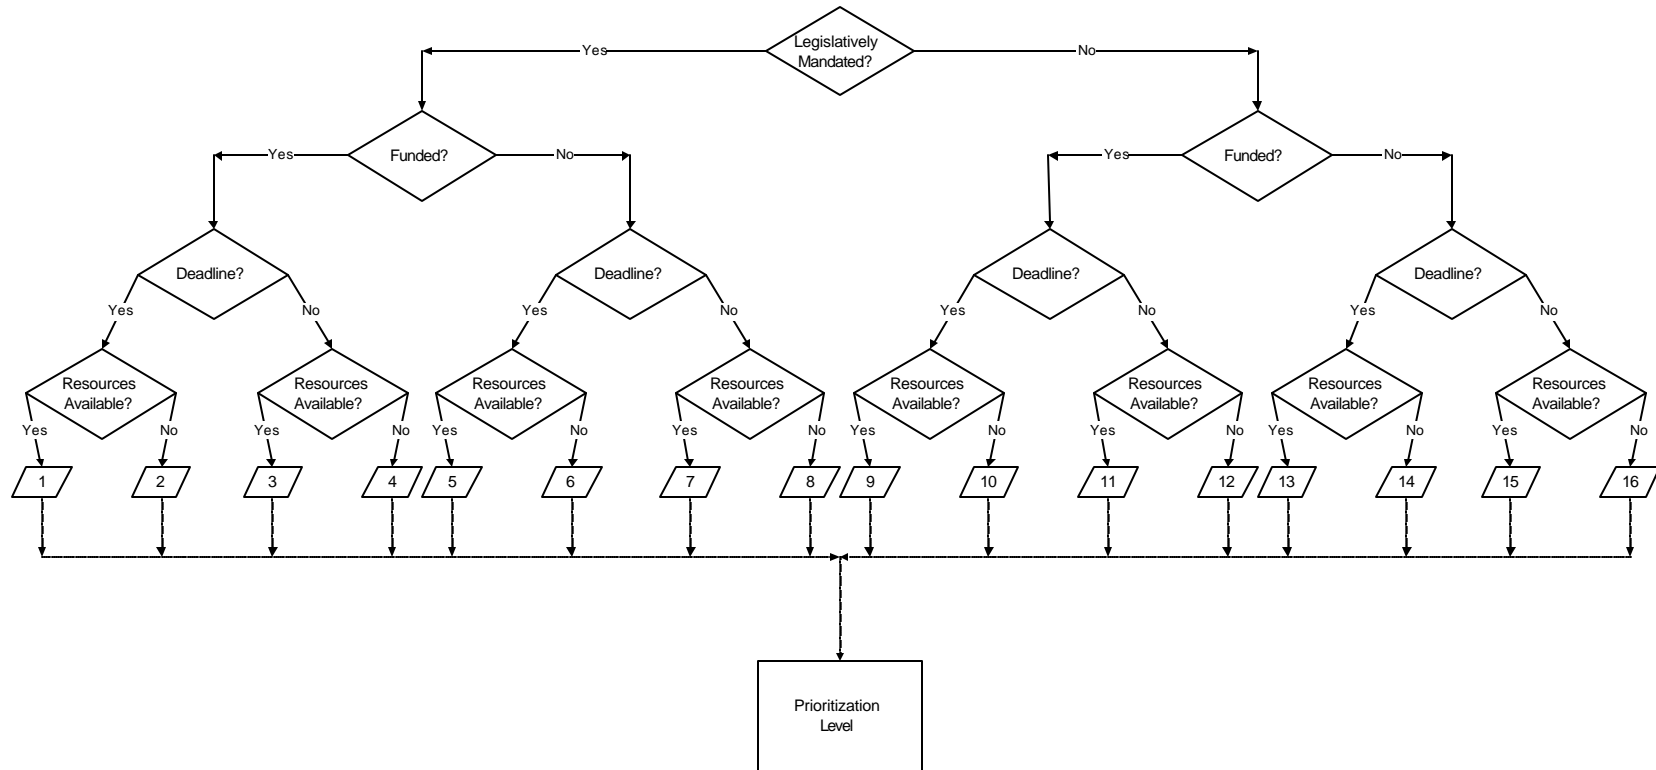 Legislatively
Mandated?
Yes
No
Funded?
Funded?
Yes
No
Yes
No
Deadline?
Deadline?
Deadline?
Deadline?
Yes
No
Yes
No
Yes
No
Yes
No
Resources
Available?
Resources
Available?
Resources
Available?
Resources
Available?
Resources
Available?
Resources
Available?
Resources
Available?
Resources
Available?
Yes
No
Yes
No
Yes
No
Yes
No
Yes
No
Yes
No
Yes
No
Yes
No
1
2
3
4
5
6
7
8
9
10
11
12
13
14
15
16
Prioritization
Level